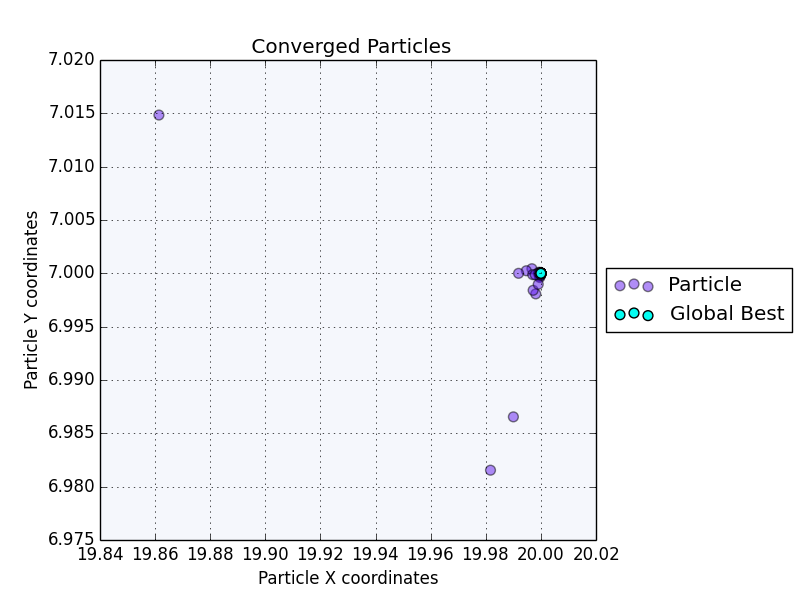 Converged Particles
7.020
7.015
7.010
7.005
7.000
6.995
6.990
6.985
6.980
6.975
Particle Y coordinates
Particle
Global Best
19.84 19.86 19.88 19.90 19.92 19.94 19.96 19.98 20.00 20.02
Particle X coordinates